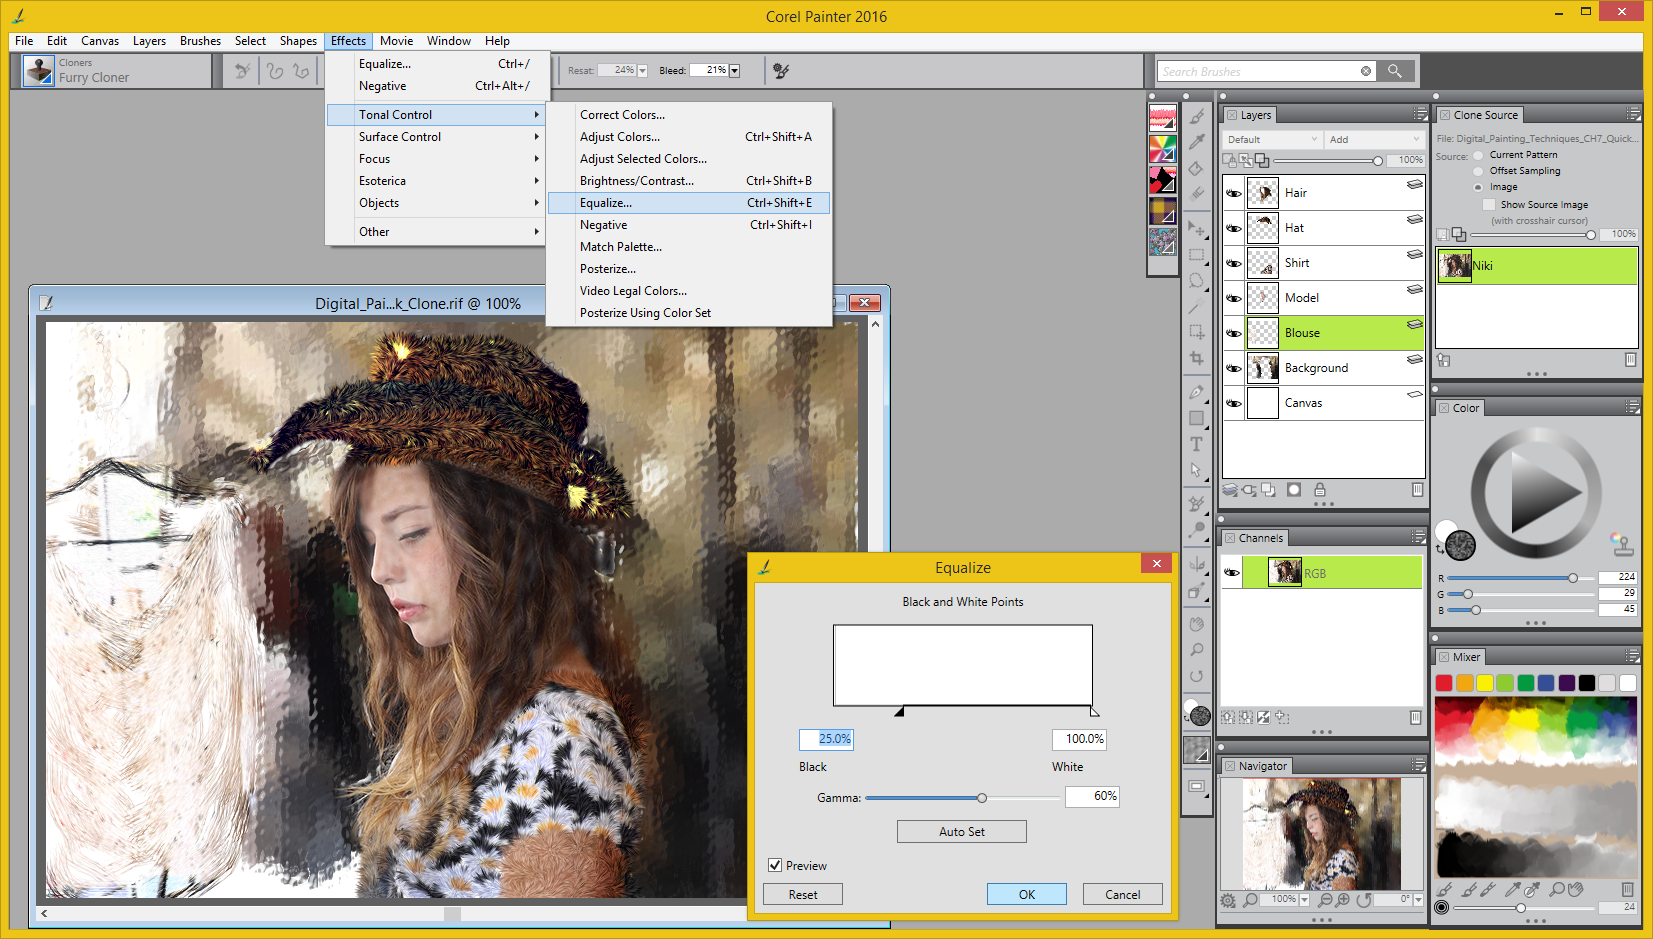 Corel Painter 2016
File Edit Canvas Layers Brushes Select Shapes Effects Movie Window Help
Cloners
Furry Cloner
Resat: 24% Bleed: 21%
Search Brushes
Equalize... Ctrl+/
Negative Ctrl+Alt+/
Tonal Control
Surface Control
Focus
Esoterica
Objects
Other
Correct Colors...
Adjust Colors... Ctrl+Shift+A
Adjust Selected Colors...
Brightness/Contrast... Ctrl+Shift+B
Equalize... Ctrl+Shift+E
Negative Ctrl+Shift+I
Match Palette...
Posterize...
Video Legal Colors...
Posterize Using Color Set
Digital_Pai...k_Clone.rif @ 100%
Equalize
Black and White Points
25.0% 100.0%
Black White
Gamma: 60%
Auto Set
Preview
Reset OK Cancel
Layers
Default Add
100%
Hair
Hat
Shirt
Model
Blouse
Background
Canvas
Channels
RGB
Navigator
100% 0°
Clone Source
File: Digital_Painting_Techniques_CH7_Quick...
Source: Current Pattern
Offset Sampling
Image
Show Source Image
(with crosshair cursor)
100%
Niki
Color
R 224
G 29
B 45
Mixer
24